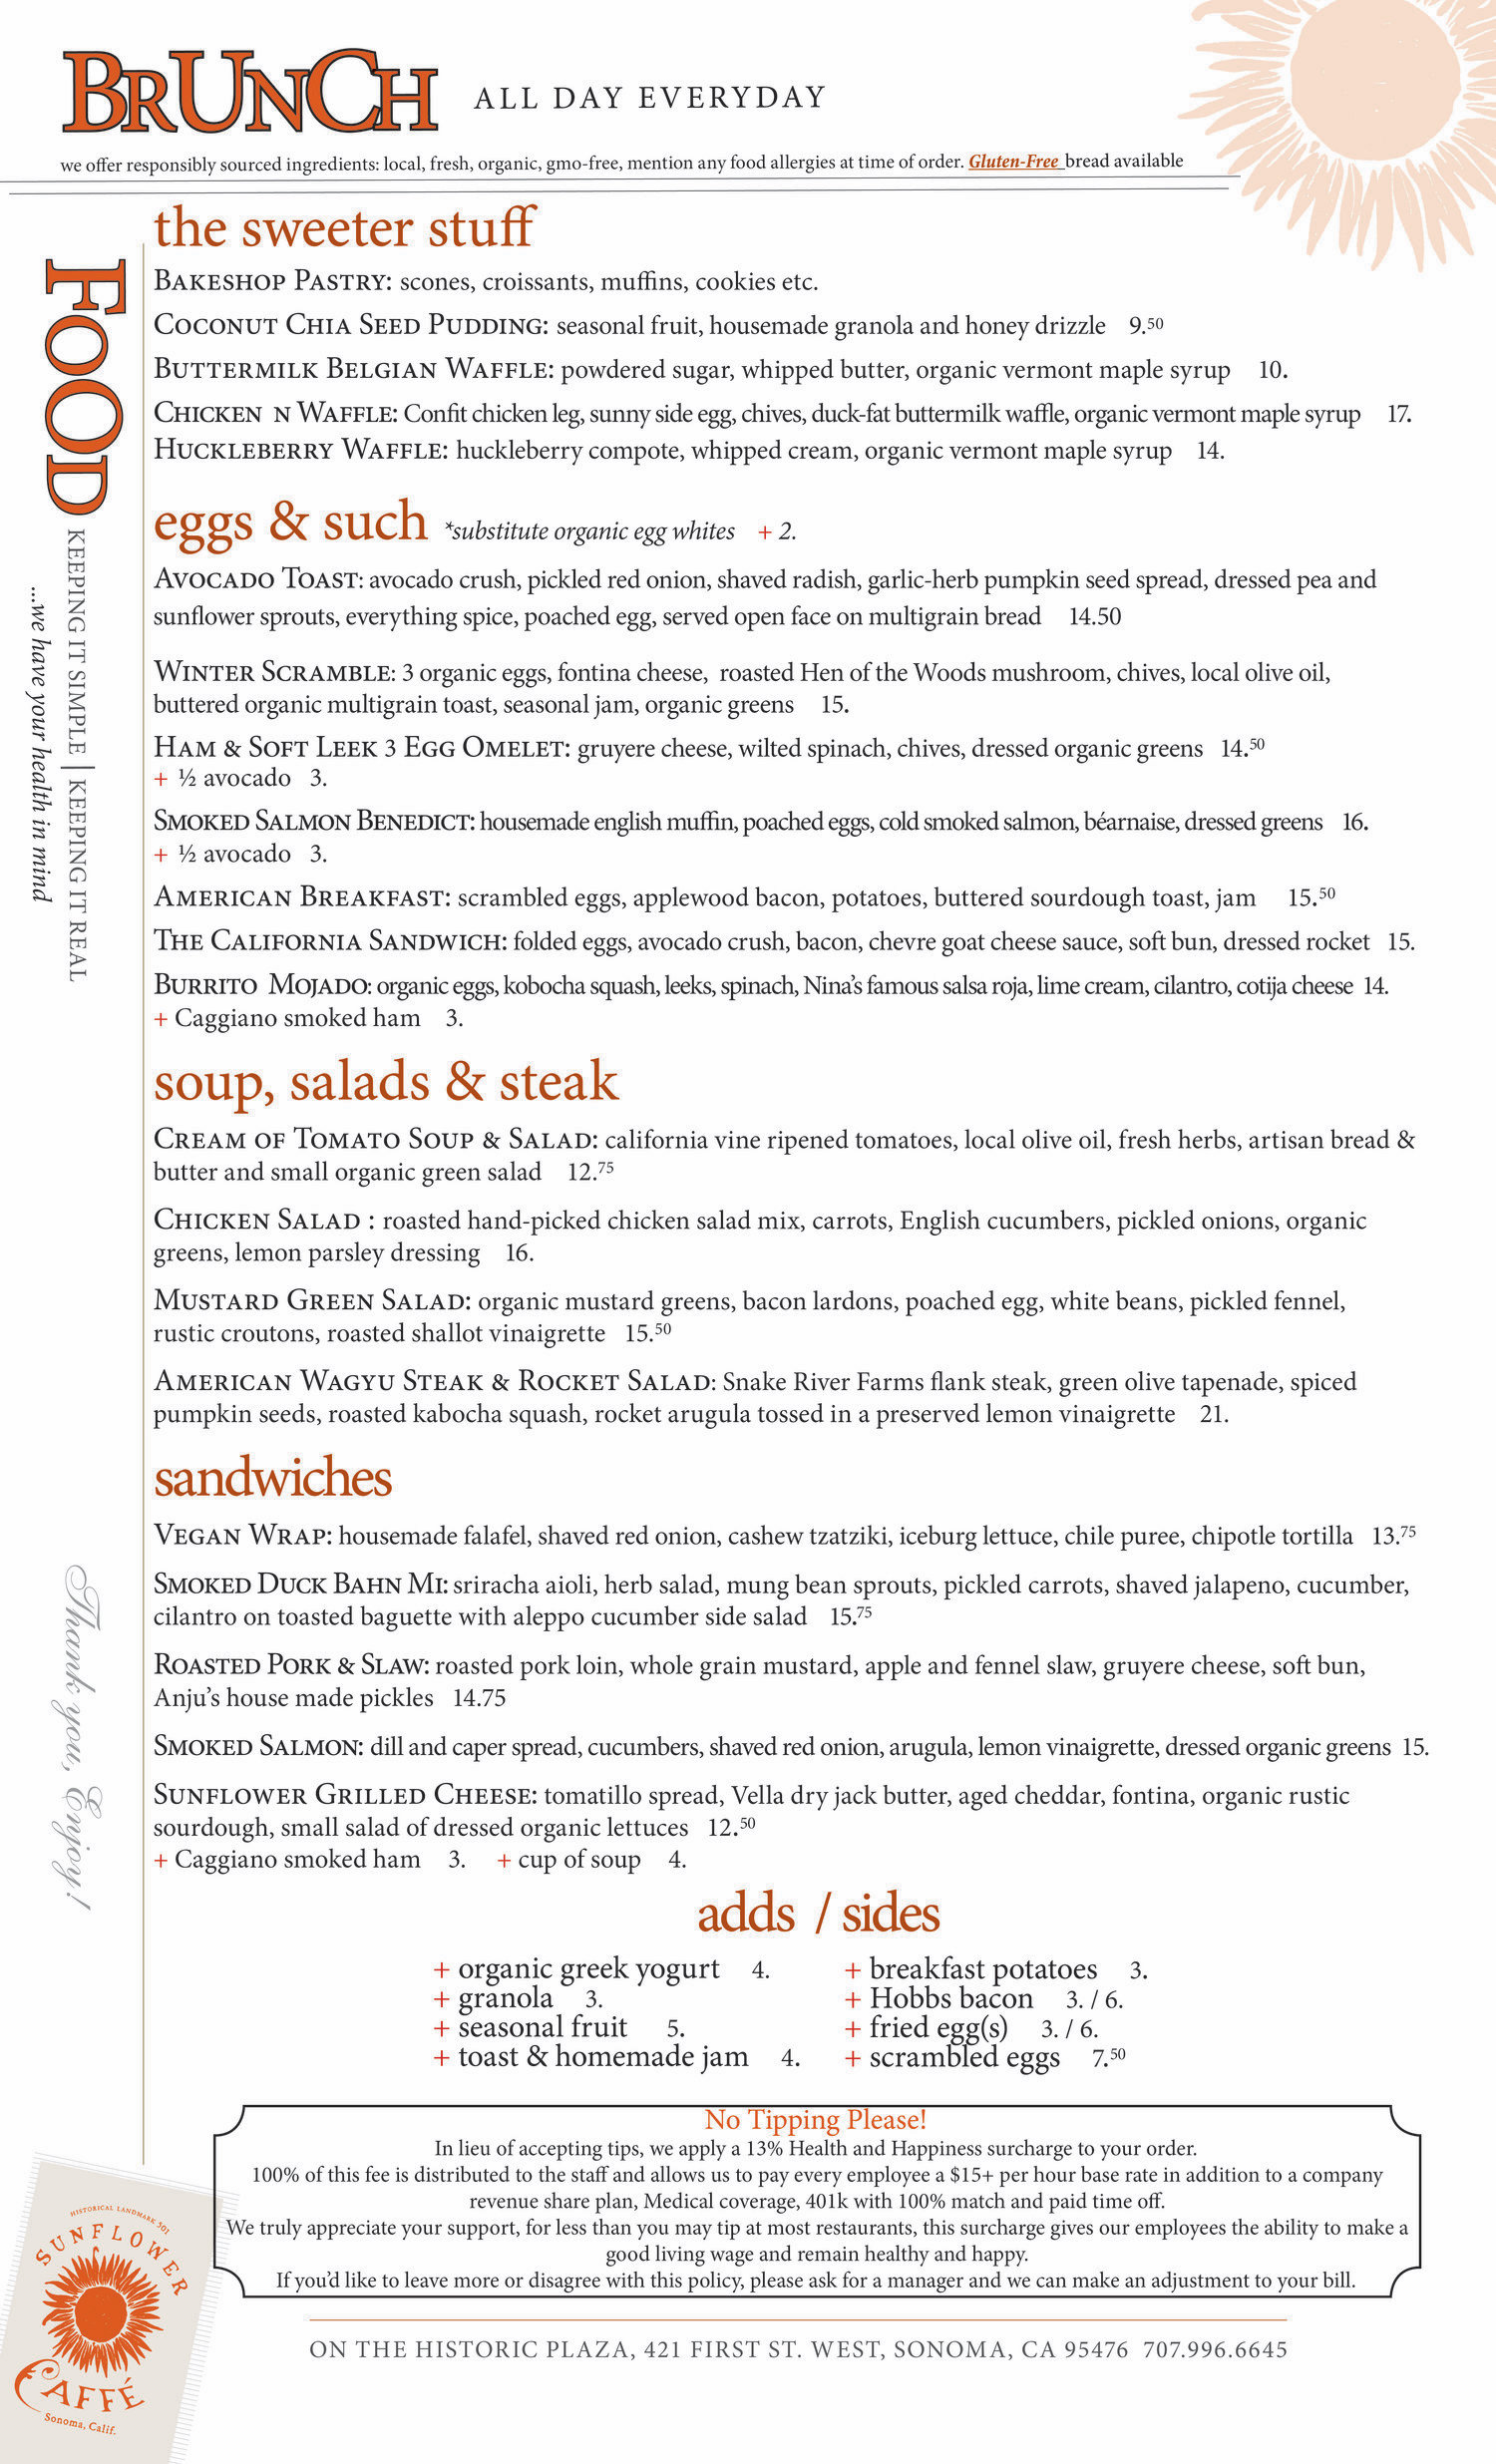 BRUNCH ALL DAY EVERYDAY
we offer responsibly sourced ingredients: local, fresh, organic, gmo-free, mention any food allergies at time of order. Gluten-Free bread available
FOOD KEEPING IT SIMPLE | KEEPING IT REAL
....we have your health in mind
the sweeter stuff
BAKESHOP PASTRY: scones, croissants, muffins, cookies etc.
COCONUT CHIA SEED PUDDING: seasonal fruit, housemade granola and honey drizzle 9.50
BUTTERMILK BELGIAN WAFFLE: powdered sugar, whipped butter, organic vermont maple syrup 10.
CHICKEN N WAFFLE: Confit chicken leg, sunny side egg, chives, duck-fat buttermilk waffle, organic vermont maple syrup 17.
HUCKLEBERRY WAFFLE: huckleberry compote, whipped cream, organic vermont maple syrup 14.
eggs & such *substitute organic egg whites + 2.
AVOCADO TOAST: avocado crush, pickled red onion, shaved radish, garlic-herb pumpkin seed spread, dressed pea and
sunflower sprouts, everything spice, poached egg, served open face on multigrain bread 14.50
WINTER SCRAMBLE: 3 organic eggs, fontina cheese, roasted Hen of the Woods mushroom, chives, local olive oil,
buttered organic multigrain toast, seasonal jam, organic greens 15.
HAM & SOFT LEEK 3 EGG OMELET: gruyere cheese, wilted spinach, chives, dressed organic greens 14.50
+ ½ avocado 3.
SMOKED SALMON BENEDICT: housemade english muffin, poached eggs, cold smoked salmon, béarnaise, dressed greens 16.
+ ½ avocado 3.
AMERICAN BREAKFAST: scrambled eggs, applewood bacon, potatoes, buttered sourdough toast, jam 15.50
THE CALIFORNIA SANDWICH: folded eggs, avocado crush, bacon, chevre goat cheese sauce, soft bun, dressed rocket 15.
BURRITO MOJADO: organic eggs, kobocha squash, leeks, spinach, Nina's famous salsa roja, lime cream, cilantro, cotija cheese 14.
+ Caggiano smoked ham 3.
soup, salads & steak
CREAM OF TOMATO SOUP & SALAD: california vine ripened tomatoes, local olive oil, fresh herbs, artisan bread &
butter and small organic green salad 12.75
CHICKEN SALAD : roasted hand-picked chicken salad mix, carrots, English cucumbers, pickled onions, organic
greens, lemon parsley dressing 16.
MUSTARD GREEN SALAD: organic mustard greens, bacon lardons, poached egg, white beans, pickled fennel,
rustic croutons, roasted shallot vinaigrette 15.50
AMERICAN WAGYU STEAK & ROCKET SALAD: Snake River Farms flank steak, green olive tapenade, spiced
pumpkin seeds, roasted kabocha squash, rocket arugula tossed in a preserved lemon vinaigrette 21.
sandwiches
VEGAN WRAP: housemade falafel, shaved red onion, cashew tzatziki, iceburg lettuce, chile puree, chipotle tortilla 13.75
SMOKED DUCK BAHN MI: sriracha aioli, herb salad, mung bean sprouts, pickled carrots, shaved jalapeno, cucumber,
cilantro on toasted baguette with aleppo cucumber side salad 15.75
ROASTED PORK & SLAW: roasted pork loin, whole grain mustard, apple and fennel slaw, gruyere cheese, soft bun,
Anju's house made pickles 14.75
SMOKED SALMON: dill and caper spread, cucumbers, shaved red onion, arugula, lemon vinaigrette, dressed organic greens 15.
SUNFLOWER GRILLED CHEESE: tomatillo spread, Vella dry jack butter, aged cheddar, fontina, organic rustic
sourdough, small salad of dressed organic lettuces 12.50
+ Caggiano smoked ham 3. + cup of soup 4.
Thank you, Enjoy!
adds / sides
+ organic greek yogurt 4. + breakfast potatoes 3.
+ granola 3. + Hobbs bacon 3. / 6.
+ seasonal fruit 5. + fried egg(s) 3. / 6.
+ toast & homemade jam 4. + scrambled eggs 7.50
No Tipping Please!
In lieu of accepting tips, we apply a 13% Health and Happiness surcharge to your order.
100% of this fee is distributed to the staff and allows us to pay every employee a $15+ per hour base rate in addition to a company
revenue share plan, Medical coverage, 401k with 100% match and paid time off.
We truly appreciate your support, for less than you may tip at most restaurants, this surcharge gives our employees the ability to make a
good living wage and remain healthy and happy.
If you'd like to leave more or disagree with this policy, please ask for a manager and we can make an adjustment to your bill.
HISTORICAL LANDMARK 501
SUNFLOWER
CAFFÉ
Sonoma, Calif.
ON THE HISTORIC PLAZA, 421 FIRST ST. WEST, SONOMA, CA 95476 707.996.6645